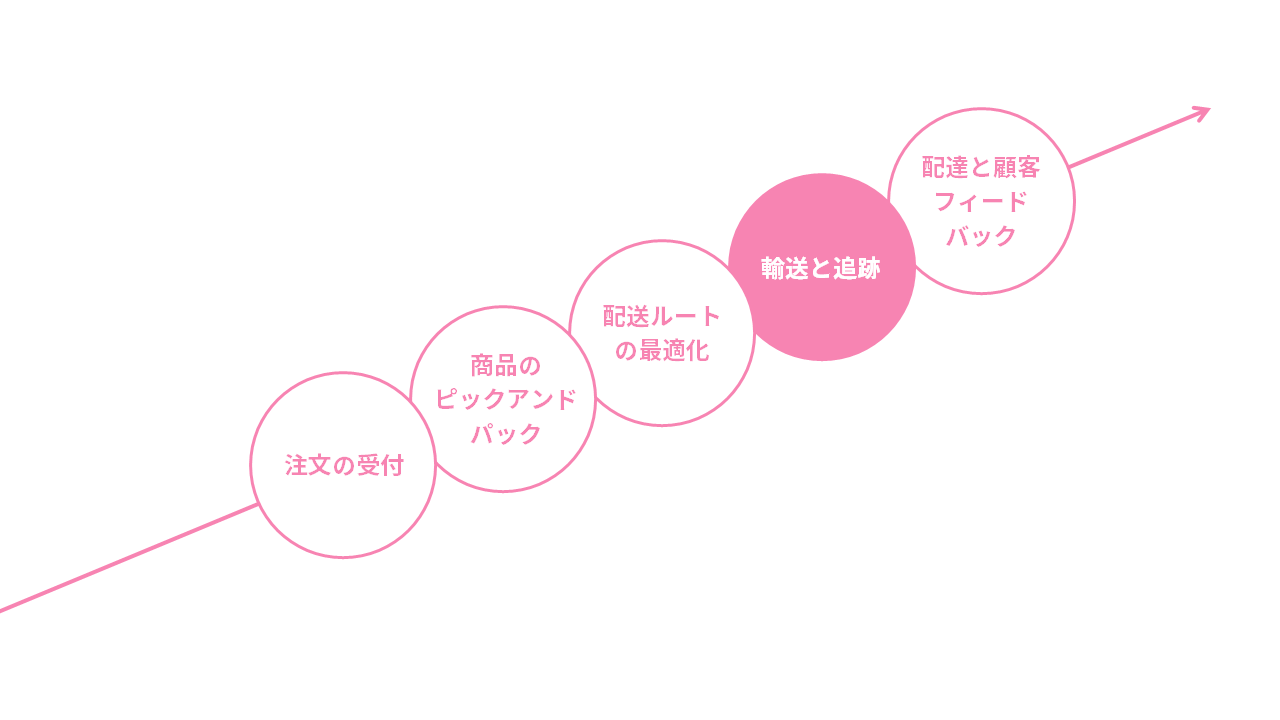 注文の受付
商品の
ピックアンド
パック
配送ルート
の最適化
輸送と追跡
配達と顧客
フィード
バック